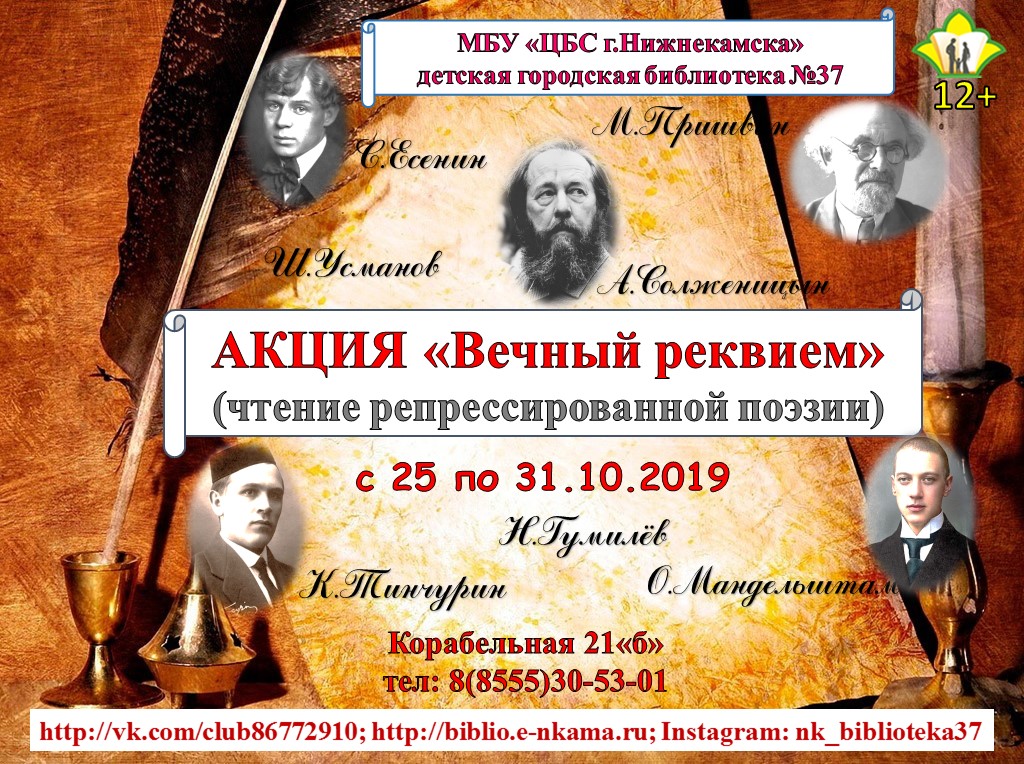 МБУ «ЦБС г.Нижнекамска»
детская городская библиотека №37
12+
М.Пришвин
С.Есенин
Ш.Усманов
А.Солженицын
АКЦИЯ «Вечный реквием»
(чтение репрессированной поэзии)
с 25 по 31.10.2019
Н.Гумилёв
К.Тинчурин
О.Мандельштам
Корабельная 21«б»
тел: 8(8555)30-53-01
http://vk.com/club86772910; http://biblio.e-nkama.ru; Instagram: nk_biblioteka37